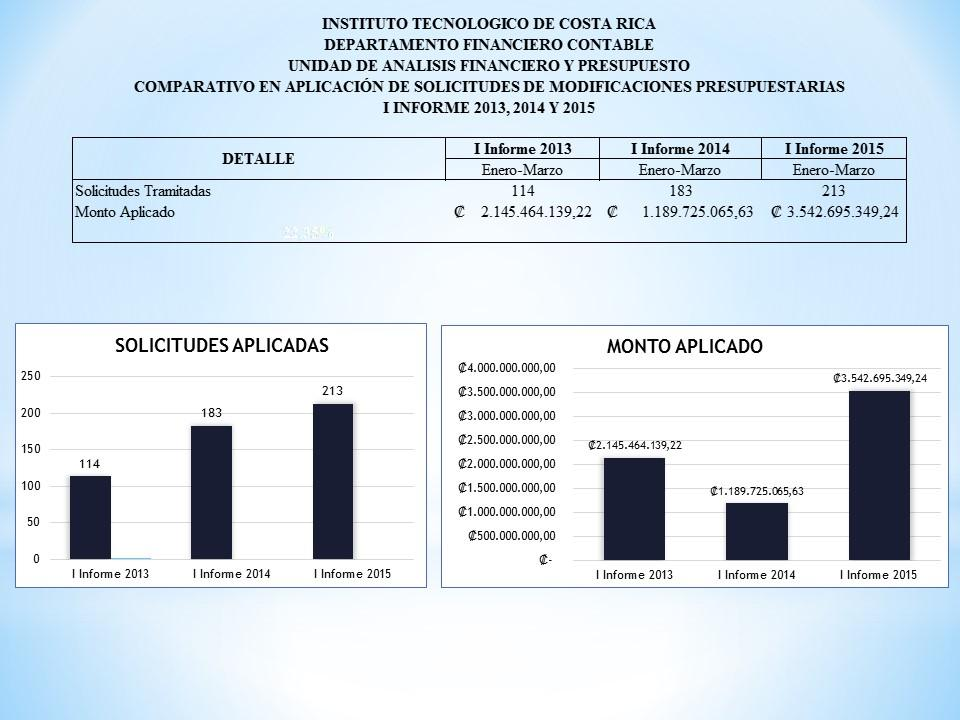 INSTITUTO TECNOLOGICO DE COSTA RICA
DEPARTAMENTO FINANCIERO CONTABLE
UNIDAD DE ANALISIS FINANCIERO Y PRESUPUESTO
COMPARATIVO EN APLICACIÓN DE SOLICITUDES DE MODIFICACIONES PRESUPUESTARIAS
I INFORME 2013, 2014 Y 2015
DETALLE I Informe 2013 I Informe 2014 I Informe 2015
Enero-Marzo Enero-Marzo Enero-Marzo
Solicitudes Tramitadas 114 183 213
Monto Aplicado ₡ 2.145.464.139,22 ₡ 1.189.725.065,63 ₡ 3.542.695.349,24
SOLICITUDES APLICADAS
250
200
150
100
50
0
114
183
213
I Informe 2013 I Informe 2014 I Informe 2015
MONTO APLICADO
₡4.000.000.000,00
₡3.500.000.000,00
₡3.000.000.000,00
₡2.500.000.000,00
₡2.000.000.000,00
₡1.500.000.000,00
₡1.000.000.000,00
₡500.000.000,00
₡-
₡2.145.464.139,22
₡1.189.725.065,63
₡3.542.695.349,24
I Informe 2013 I Informe 2014 I Informe 2015